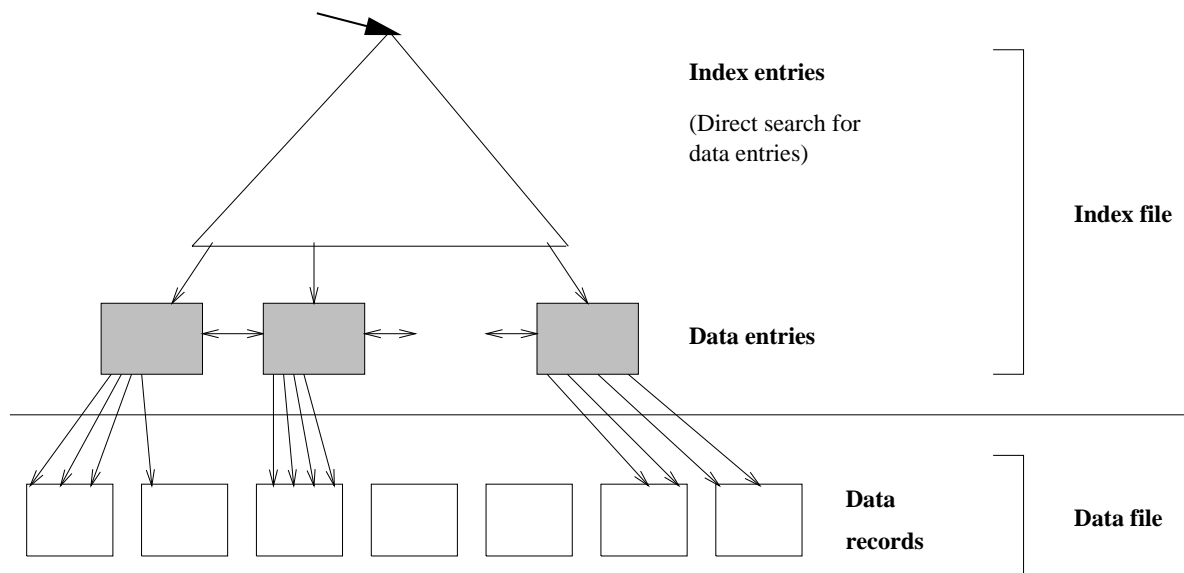 Index entries
(Direct search for
data entries)
Index file
Data entries
Data
records
Data file